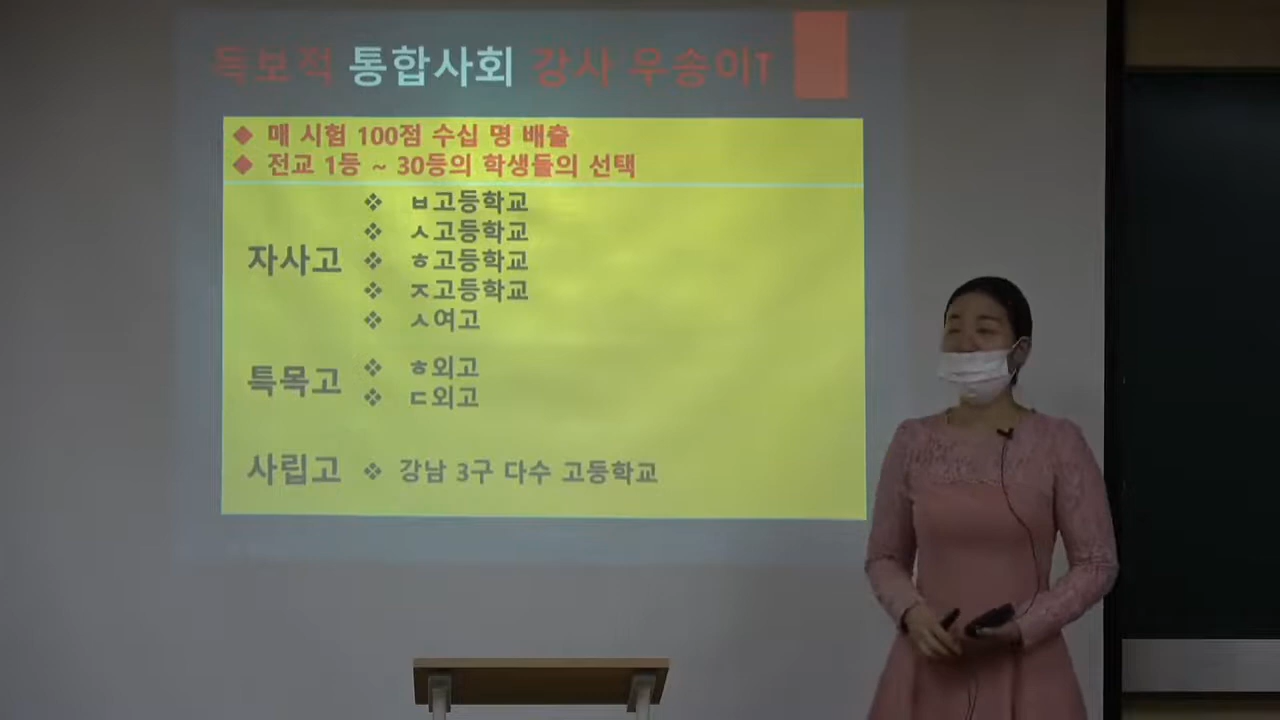 독보적 통합사회 강사 우송이T
◆ 매 시험 100점 수십 명 배출
◆ 전교 1등 ~ 30등의 학생들의 선택
자사고
❖ ㅂ고등학교
❖ ㅅ고등학교
❖ ㅎ고등학교
❖ ㅈ고등학교
❖ ㅅ여고
특목고
❖ ㅎ외고
❖ ㄷ외고
사립고 ❖ 강남 3구 다수 고등학교